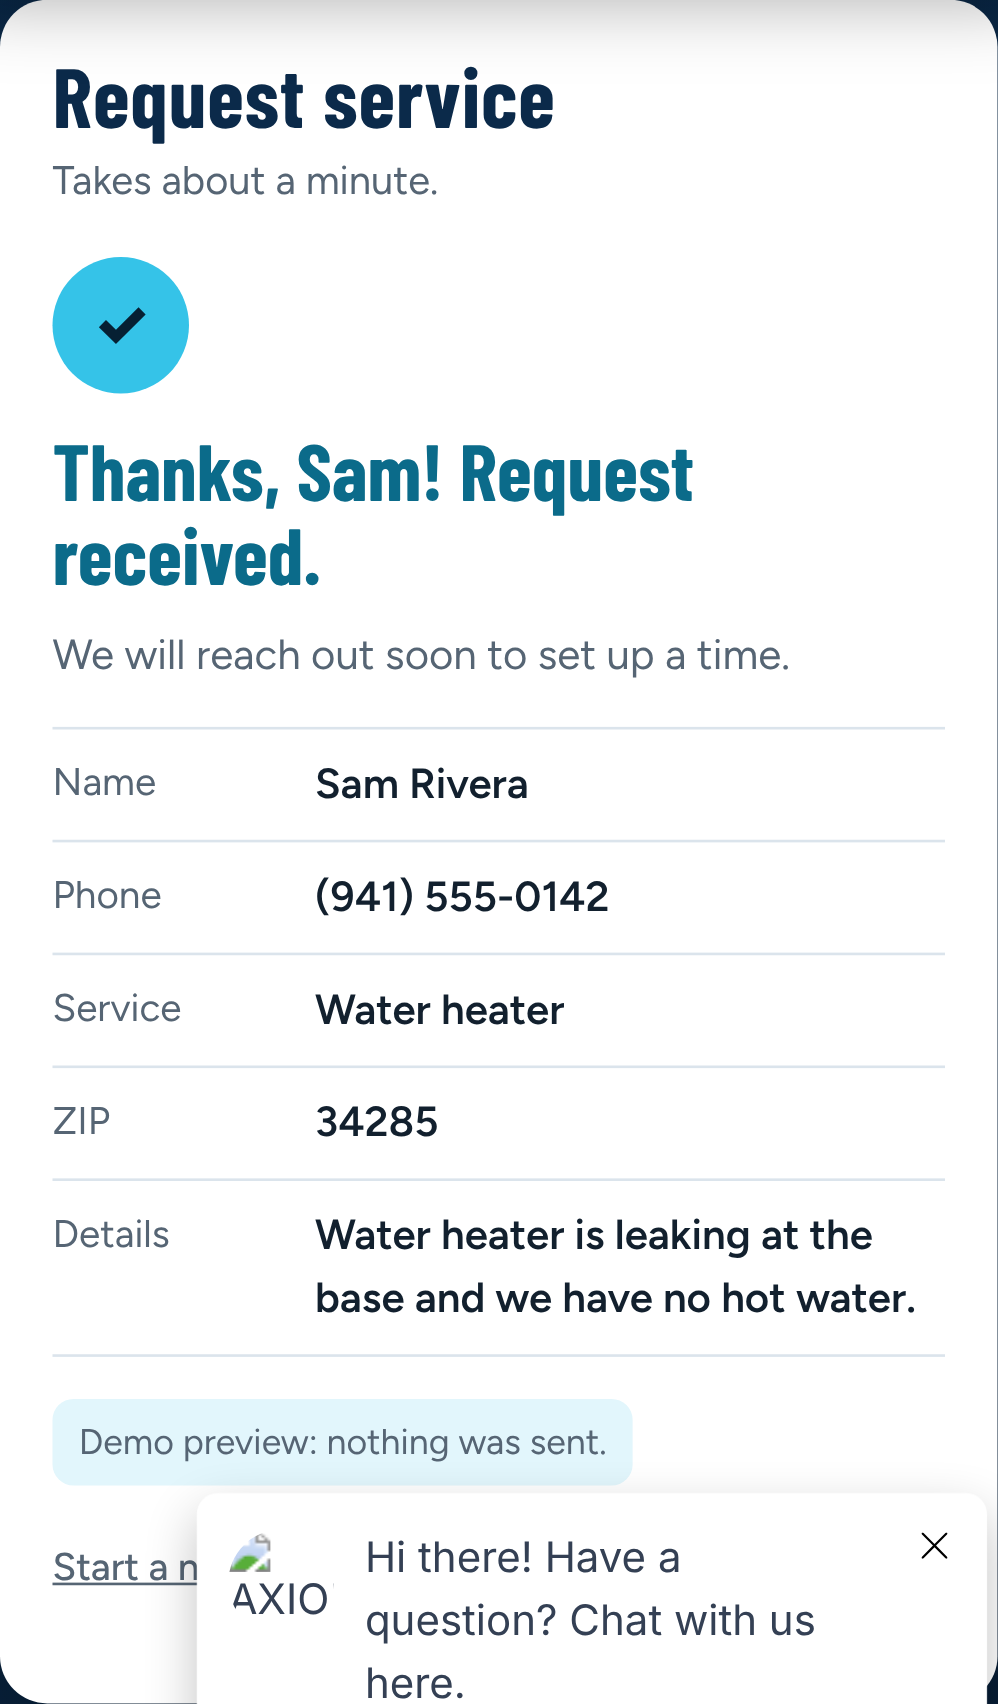 Request service
Takes about a minute.
Thanks, Sam! Request
received.
We will reach out soon to set up a time.
Name
Sam Rivera
Phone
(941) 555-0142
Service
Water heater
ZIP
34285
Details
Water heater is leaking at the
base and we have no hot water.
Demo preview: nothing was sent.
Start a
Hi there! Have a
question? Chat with us
here.
AXIO